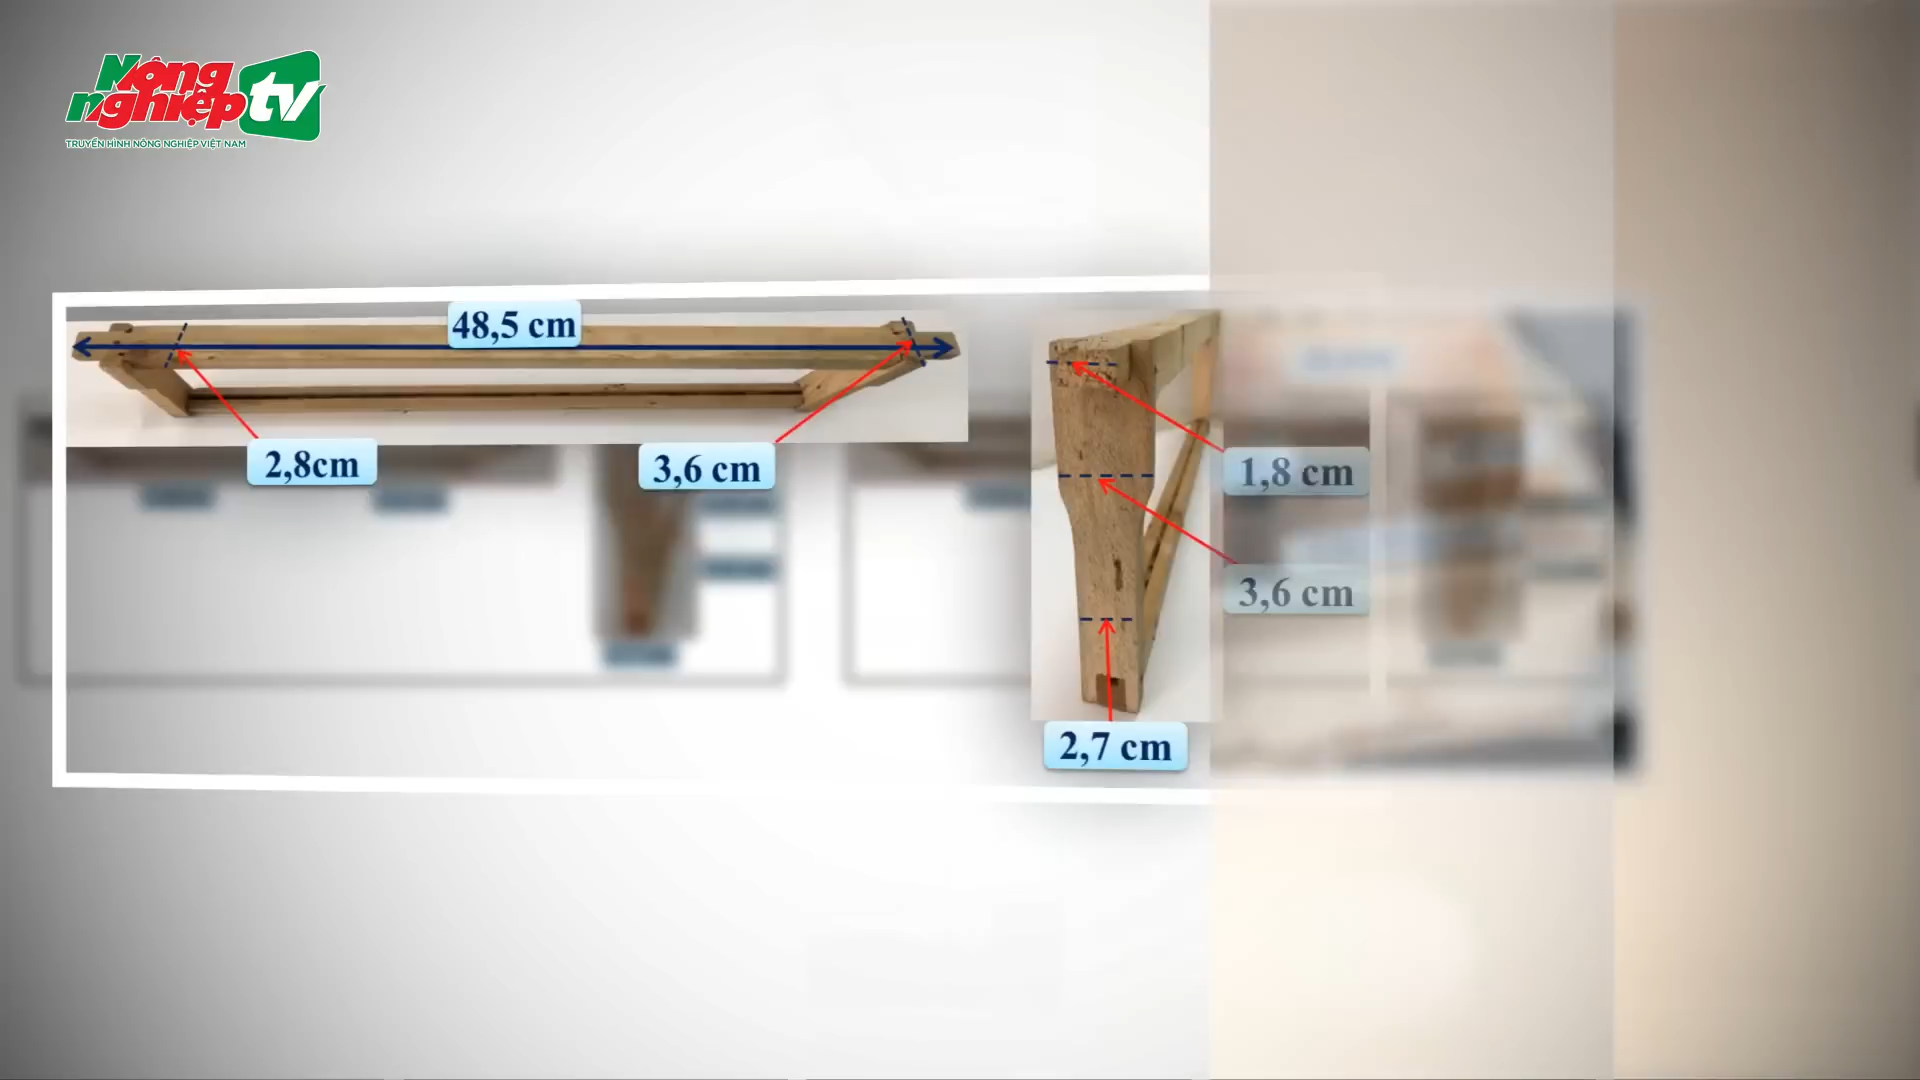 Nông
nghiệp tv
TRUYỀN HÌNH NÔNG NGHIỆP VIỆT NAM
48,5 cm
2,8cm
3,6 cm
1,8 cm
3,6 cm
2,7 cm